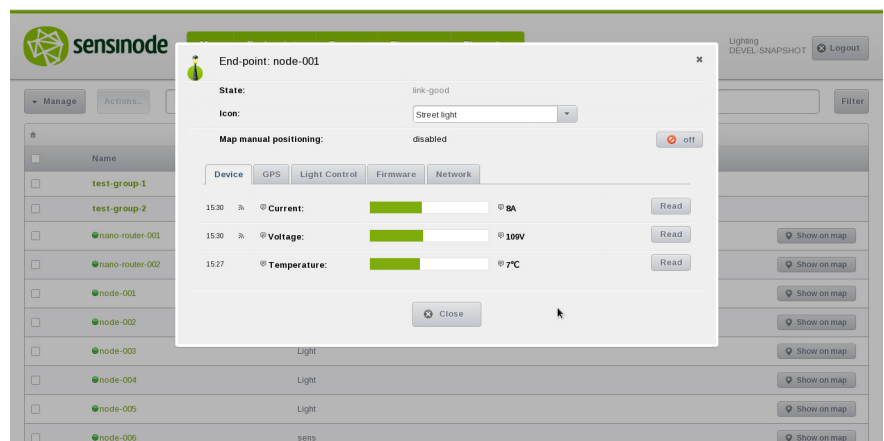 sensinode
Lighting
DEVEL-SNAPSHOT
Logout
End-point: node-001
State: link-good
Manage Actions.. Filter
Icon: Street light
Map manual positioning: disabled off
Name
Device GPS Light Control Firmware Network
test-group-1
test-group-2
15:30 Current: 8A Read
nano-router-001 Show on map
15:30 Voltage: 109V Read
nano-router-002 Show on map
15:27 Temperature: 7°C Read
node-001 Show on map
Close
node-002 Show on map
node-003 Light Show on map
node-004 Light Show on map
node-005 Light Show on map
node-006 sens Show on map